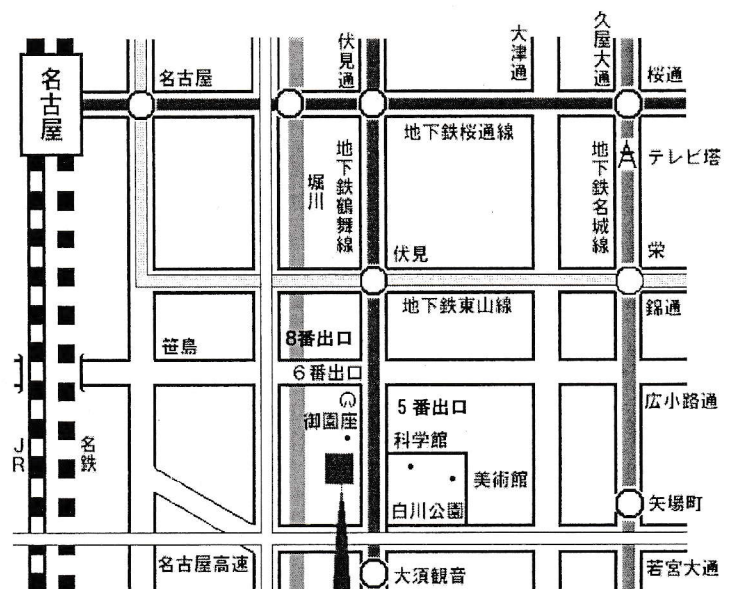 名古屋
名古屋
伏見通
大津通
久屋大通
桜通
地下鉄桜通線
地下鉄鶴舞線
堀川
地下鉄名城線
テレビ塔
伏見
栄
地下鉄東山線
錦通
笹島
8番出口
6番出口
広小路通
5番出口
御園座
科学館
JR
名鉄
美術館
白川公園
矢場町
名古屋高速
大須観音
若宮大通